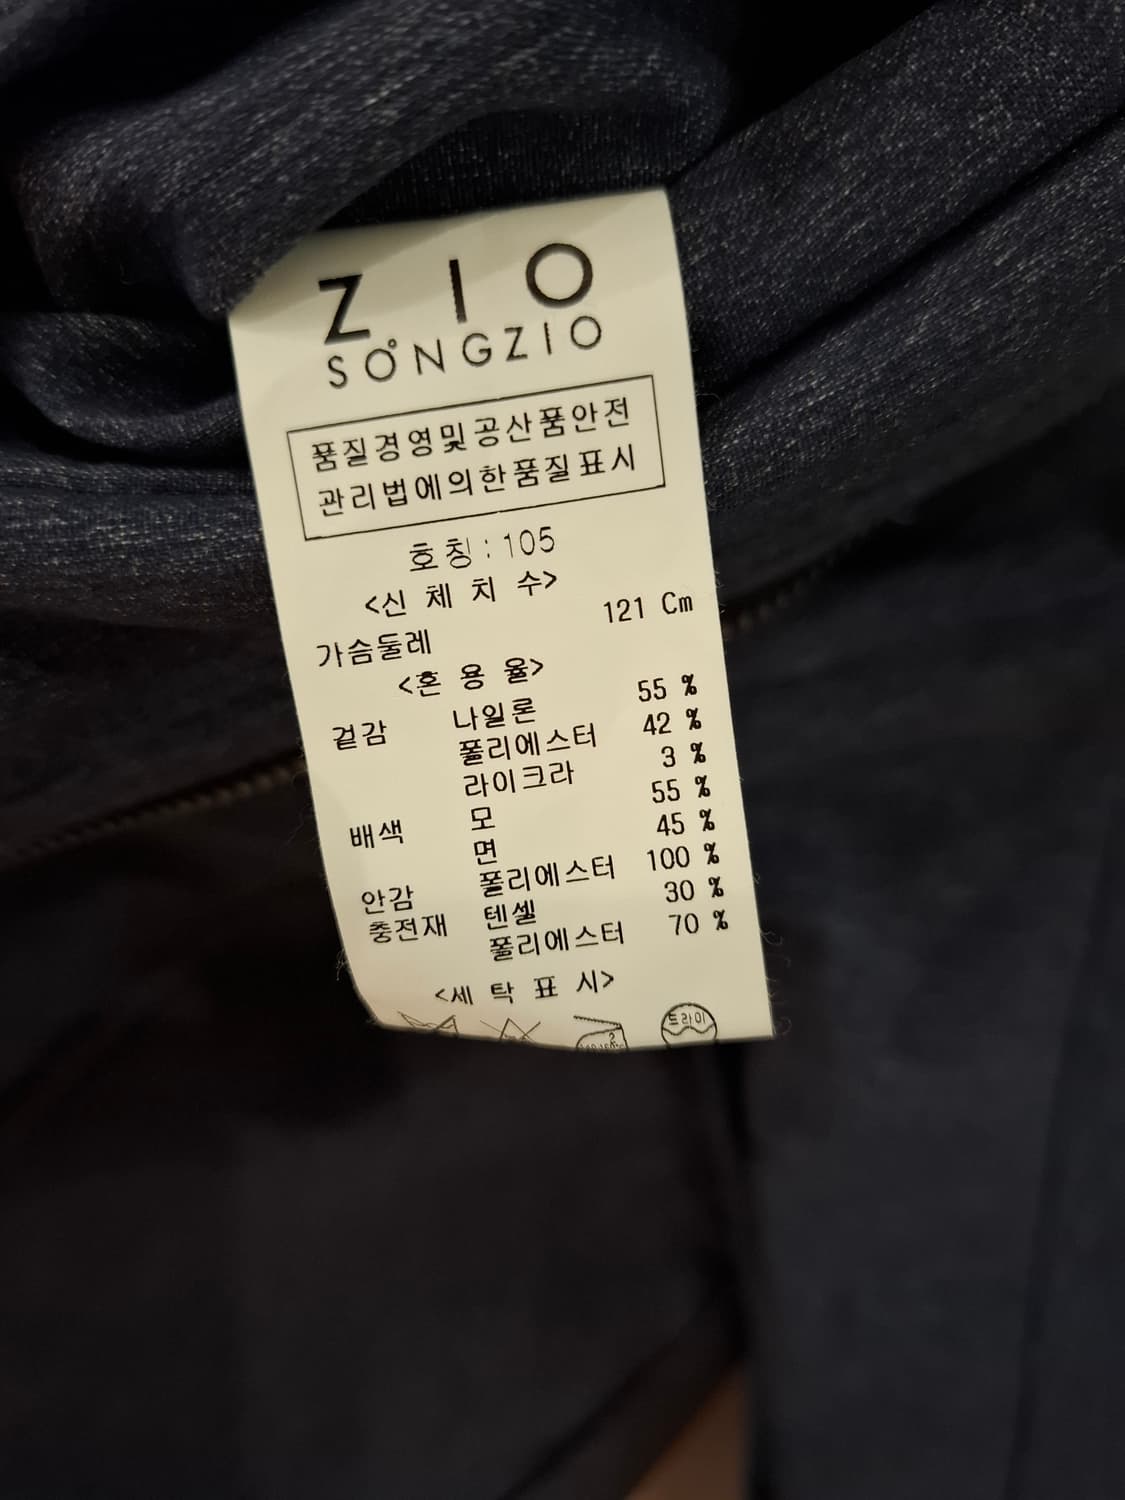 ZIO
SONGZIO
품질경영및공산품안전
관리법에의한품질표시
호칭 : 105
<신 체 치 수>
가슴둘레 121 Cm
<혼 용 율>
겉감 나일론 55 %
폴리에스터 42 %
라이크라 3 %
배색 모 55 %
면 45 %
안감 폴리에스터 100 %
충전재 텐셀 30 %
폴리에스터 70 %
<세 탁 표 시>
드라이